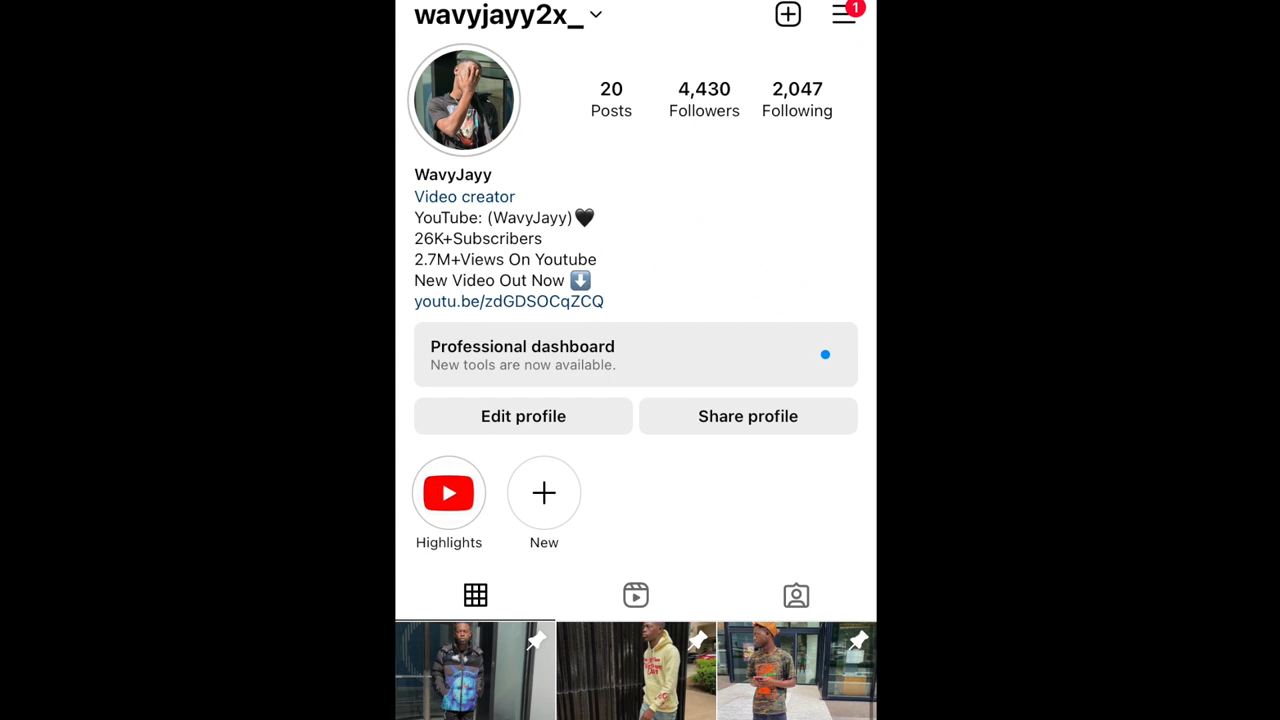 wavyjayy2x_
1
20
Posts
4,430
Followers
2,047
Following
WavyJayy
Video creator
YouTube: (WavyJayy)🖤
26K+Subscribers
2.7M+Views On Youtube
New Video Out Now ⬇️
youtu.be/zdGDSOCqZCQ
Professional dashboard
New tools are now available.
Edit profile
Share profile
Highlights
New